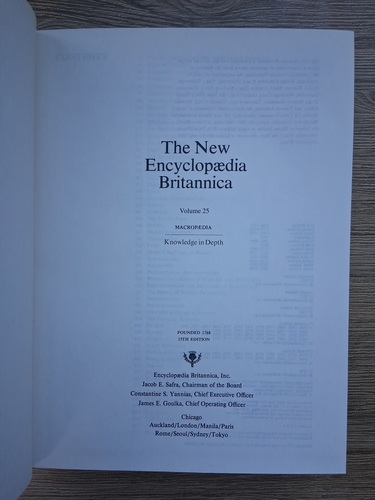 The New
Encyclopædia
Britannica
Volume 25
MACROPÆDIA
Knowledge in Depth
FOUNDED 1768
15TH EDITION
Encyclopædia Britannica, Inc.
Jacob E. Safra, Chairman of the Board
Constantine S. Yannias, Chief Executive Officer
James E. Goulka, Chief Operating Officer
Chicago
Auckland/London/Manila/Paris
Rome/Seoul/Sydney/Tokyo